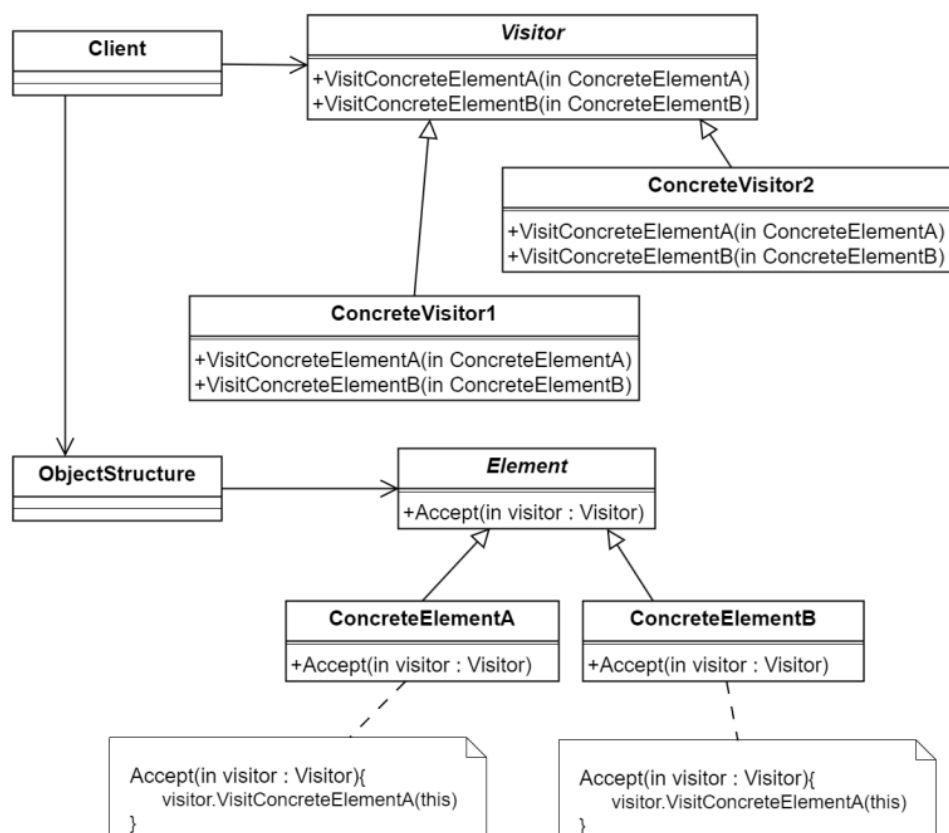 Client
Visitor
+VisitConcreteElementA(in ConcreteElementA)
+VisitConcreteElementB(in ConcreteElementB)
ConcreteVisitor2
+VisitConcreteElementA(in ConcreteElementA)
+VisitConcreteElementB(in ConcreteElementB)
ConcreteVisitor1
+VisitConcreteElementA(in ConcreteElementA)
+VisitConcreteElementB(in ConcreteElementB)
ObjectStructure
Element
+Accept(in visitor : Visitor)
ConcreteElementA
+Accept(in visitor : Visitor)
ConcreteElementB
+Accept(in visitor : Visitor)
Accept(in visitor : Visitor){
visitor.VisitConcreteElementA(this)
}
Accept(in visitor : Visitor){
visitor.VisitConcreteElementA(this)
}